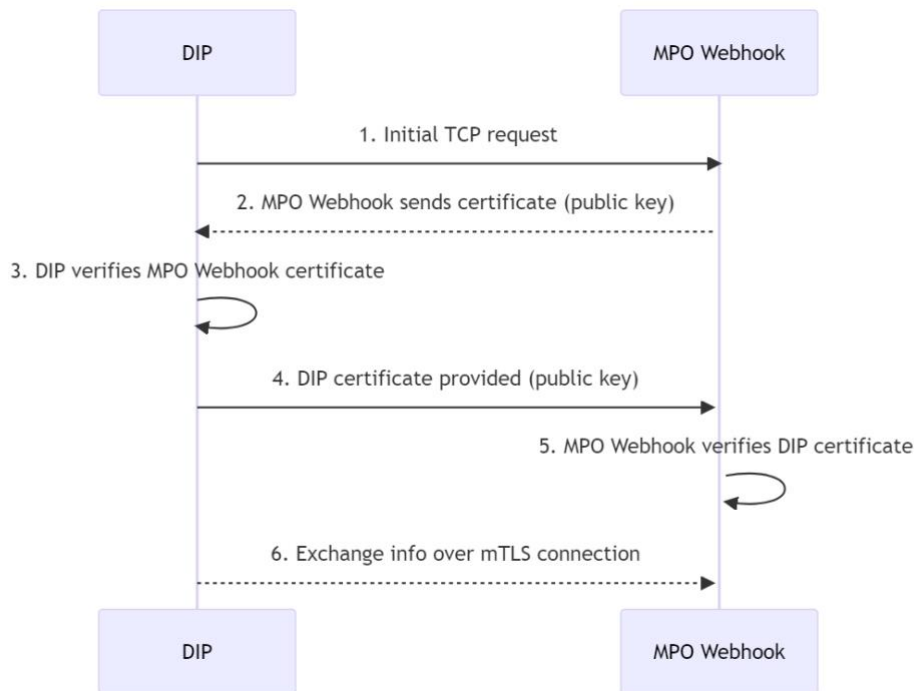 DIP
MPO Webhook
1. Initial TCP request
2. MPO Webhook sends certificate (public key)
3. DIP verifies MPO Webhook certificate
4. DIP certificate provided (public key)
5. MPO Webhook verifies DIP certificate
6. Exchange info over mTLS connection
DIP
MPO Webhook